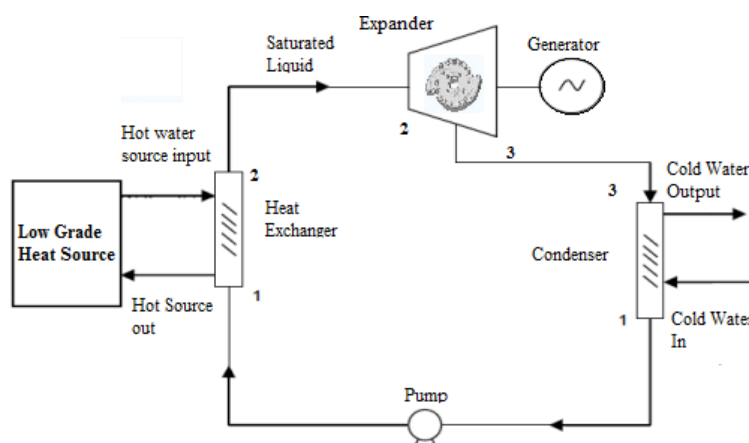 Expander
Saturated
Liquid
Generator
Hot water
source input
2
3
2
3
Cold Water
Output
Low Grade
Heat Source
Heat
Exchanger
Condenser
Hot Source
out
1
1
Cold Water
In
Pump